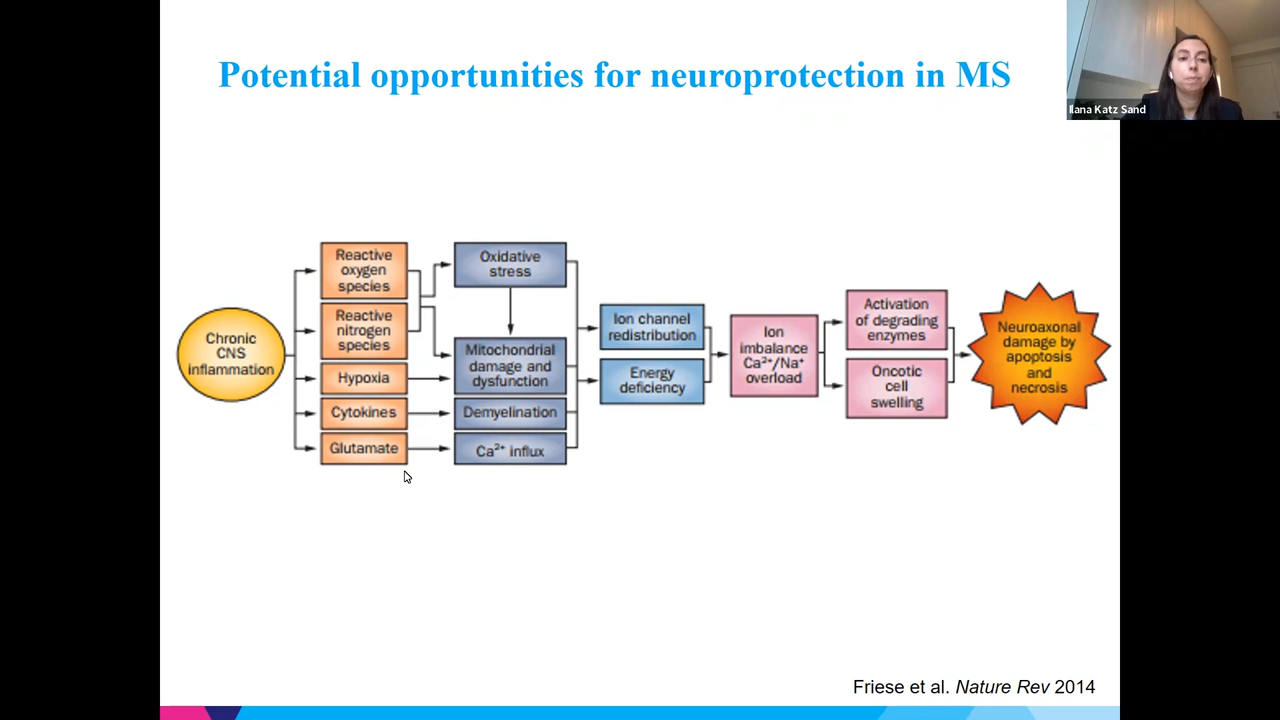 Potential opportunities for neuroprotection in MS
Ilana Katz Sand
Chronic
CNS
inflammation
Reactive
oxygen
species
Reactive
nitrogen
species
Hypoxia
Cytokines
Glutamate
Oxidative
stress
Mitochondrial
damage and
dysfunction
Demyelination
Ca²⁺ influx
Ion channel
redistribution
Energy
deficiency
Ion
imbalance
Ca²⁺/Na⁺
overload
Activation
of degrading
enzymes
Oncotic
cell
swelling
Neuroaxonal
damage by
apoptosis
and
necrosis
Friese et al. Nature Rev 2014